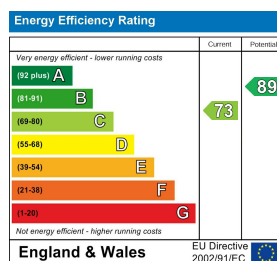 Energy Efficiency Rating
Current
Potential
Very energy efficient - lower running costs
(92 plus) A
(81-91) B
(69-80) C
(55-68) D
(39-54) E
(21-38) F
(1-20) G
73
89
Not energy efficient - higher running costs
England & Wales
EU Directive
2002/91/EC